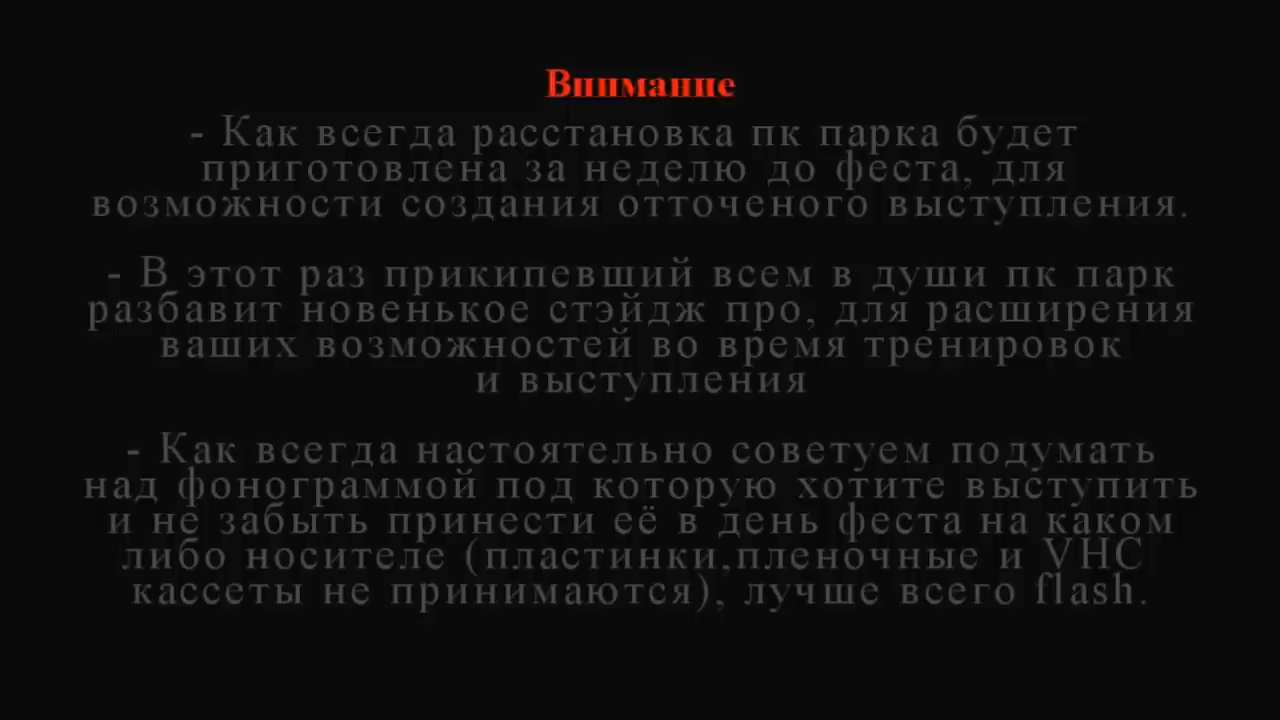 Внимание
- Как всегда расстановка пк парка будет
приготовлена за неделю до феста, для
возможности создания отточеного выступления.
- В этот раз прикипевший всем в души пк парк
разбавит новенькое стэйдж про, для расширения
ваших возможностей во время тренировок
и выступления
- Как всегда настоятельно советуем подумать
над фонограммой под которую хотите выступить
и не забыть принести её в день феста на каком
либо носителе (пластинки,пленочные и VHC
кассеты не принимаются), лучше всего flash.